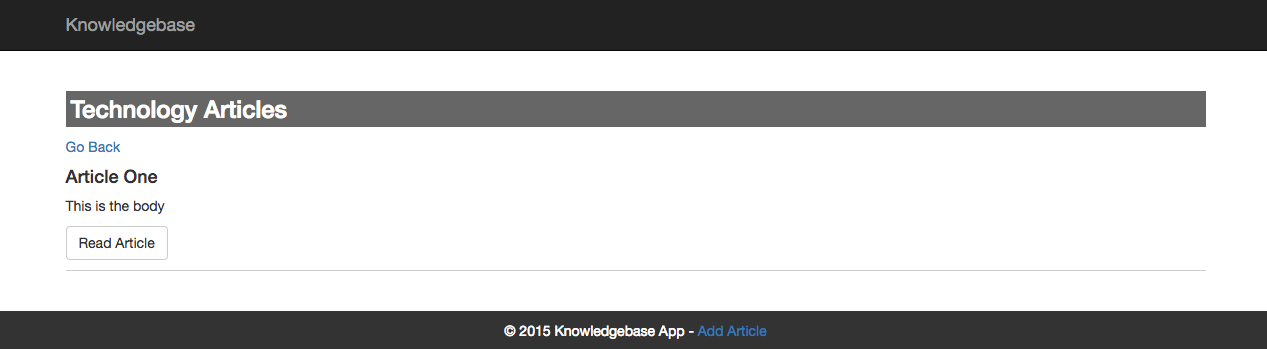 Knowledgebase
Technology Articles
Go Back
Article One
This is the body
Read Article
© 2015 Knowledgebase App - Add Article